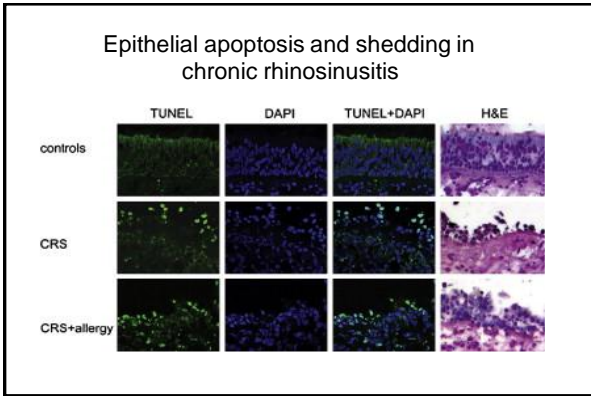 Epithelial apoptosis and shedding in
chronic rhinosinusitis
TUNEL DAPI TUNEL+DAPI H&E
controls
CRS
CRS+allergy